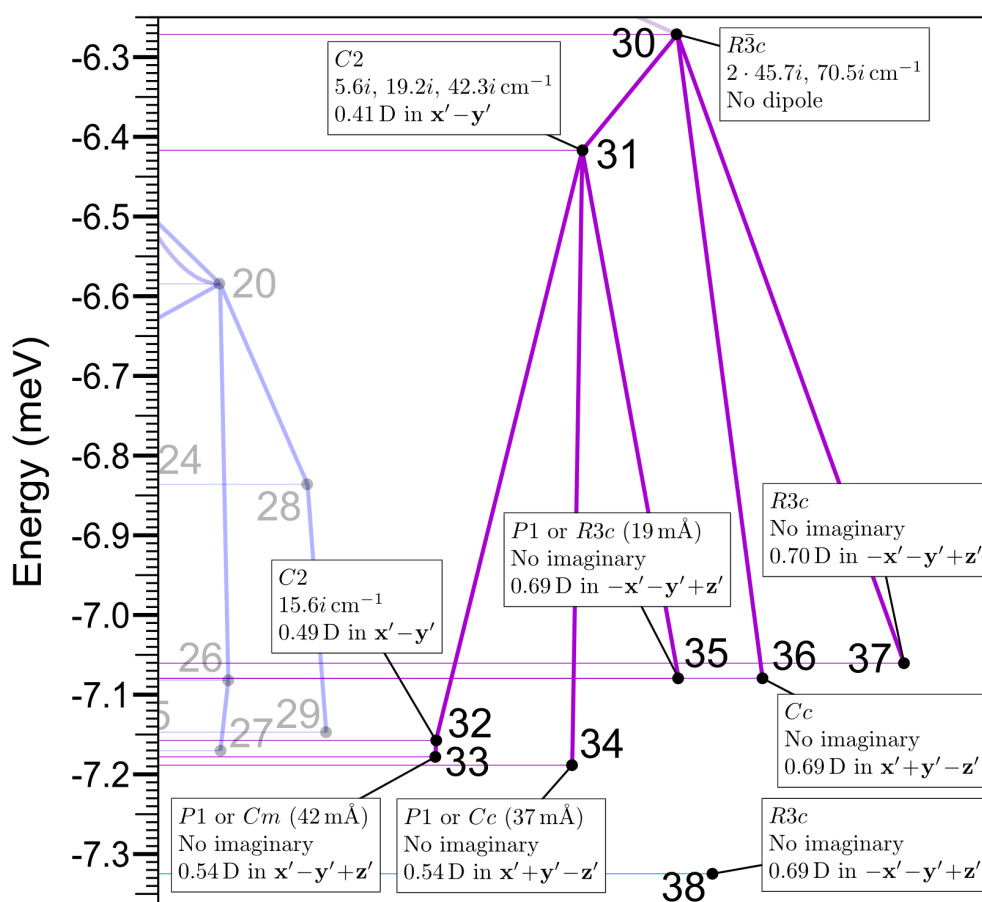 Energy (meV)
-6.3
-6.4
-6.5
-6.6
-6.7
-6.8
-6.9
-7.0
-7.1
-7.2
-7.3
30
R3̄c
2 · 45.7i, 70.5i cm⁻¹
No dipole
C2
5.6i, 19.2i, 42.3i cm⁻¹
0.41 D in x′−y′
31
20
24
28
P1 or R3c (19 mÅ)
No imaginary
0.69 D in −x′−y′+z′
R3c
No imaginary
0.70 D in −x′−y′+z′
C2
15.6i cm⁻¹
0.49 D in x′−y′
26
35
36
37
5
27
29
32
33
34
Cc
No imaginary
0.69 D in x′+y′−z′
P1 or Cm (42 mÅ)
No imaginary
0.54 D in x′−y′+z′
P1 or Cc (37 mÅ)
No imaginary
0.54 D in x′+y′−z′
R3c
No imaginary
0.69 D in −x′−y′+z′
38